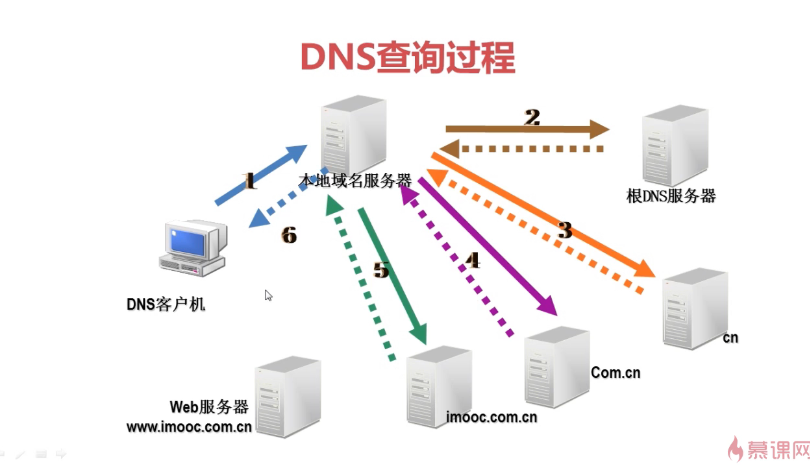 DNS查询过程
2
1
本地域名服务器
根DNS服务器
3
6
4
5
DNS客户机
cn
Com.cn
Web服务器
www.imooc.com.cn
imooc.com.cn
慕课网